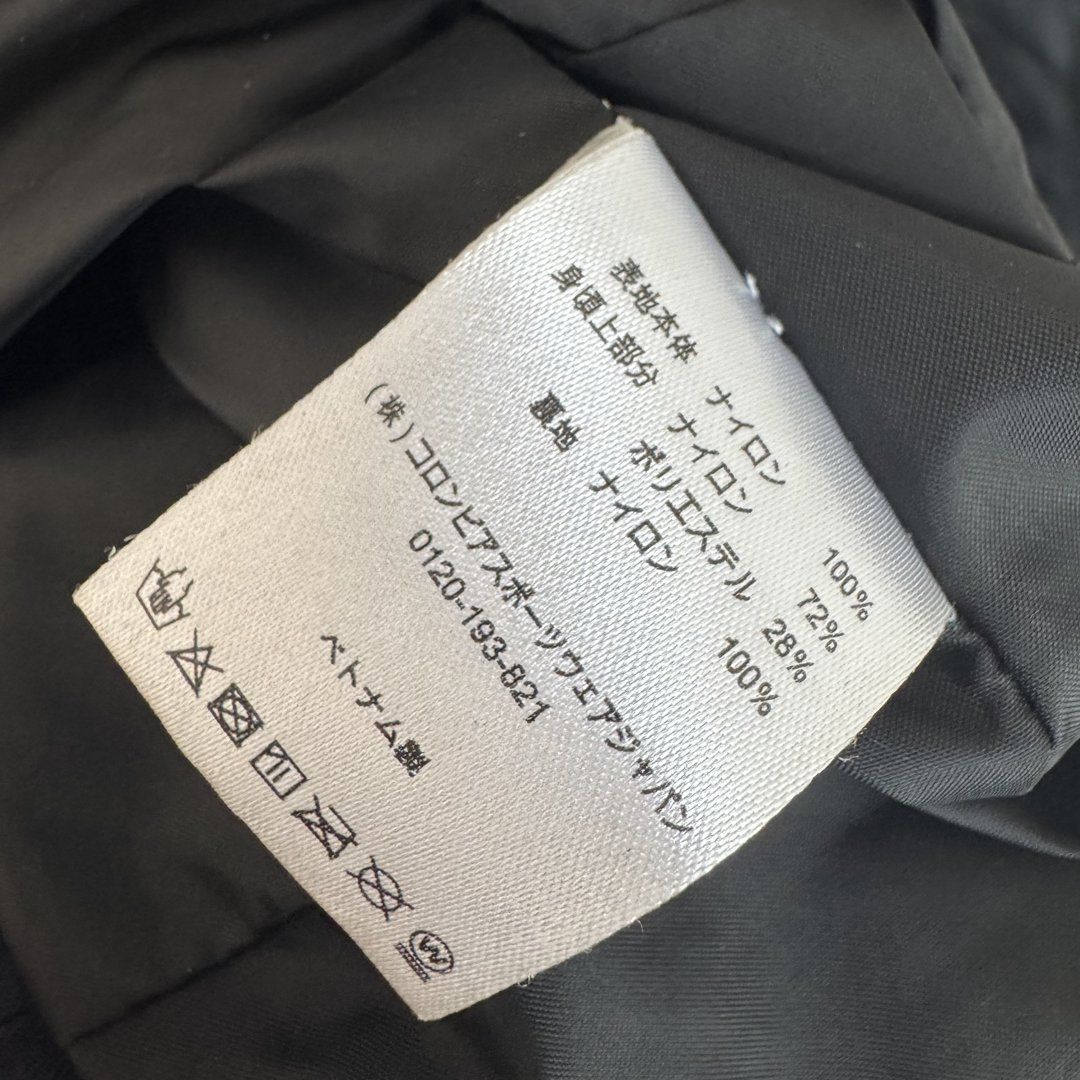 表地本体 ナイロン 100%
身頃上部分 ナイロン 72%
ポリエステル 28%
裏地 ナイロン 100%
(株)コロンビアスポーツウェアジャパン
0120-193-821
ベトナム製